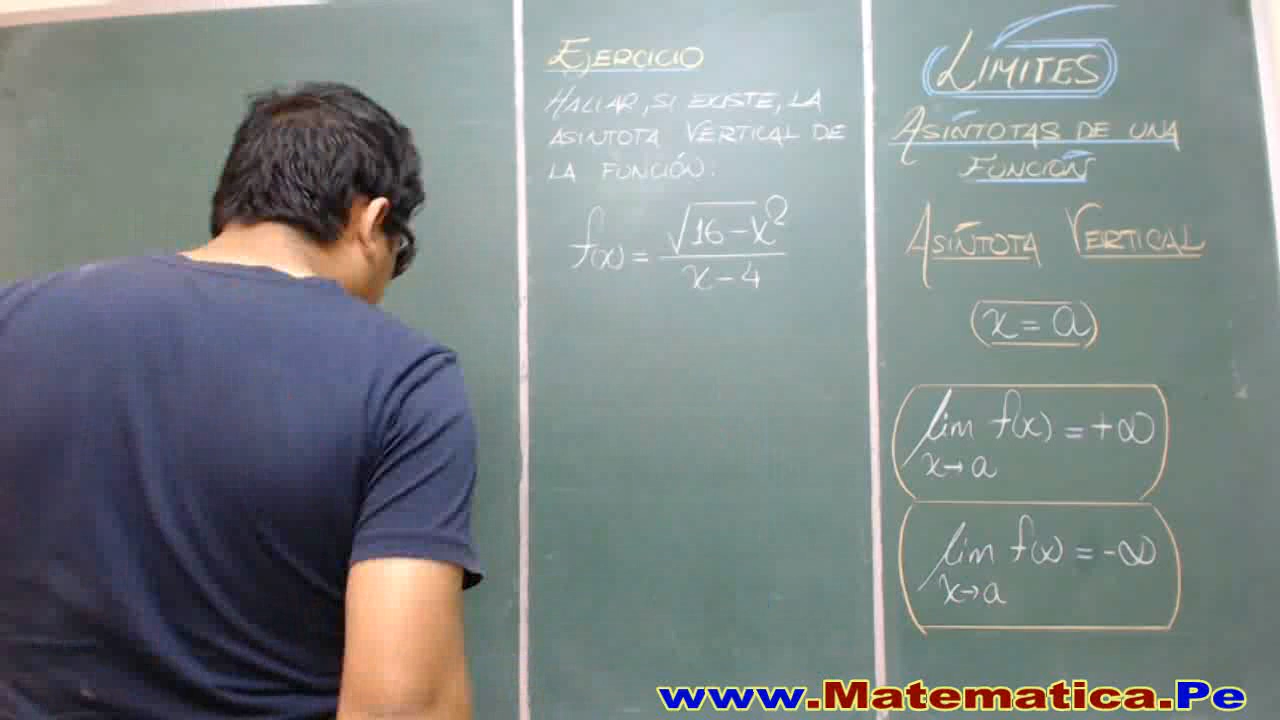 EJERCICIO
HALLAR, SI EXISTE, LA
ASINTOTA VERTICAL DE
LA FUNCIÓN:
f(x) = √16-x² / x-4
LÍMITES
ASÍNTOTAS DE UNA
FUNCIÓN
ASÍNTOTA VERTICAL
(x = a)
lim f(x) = +∞
x→a
lim f(x) = -∞
x→a
www.Matematica.Pe